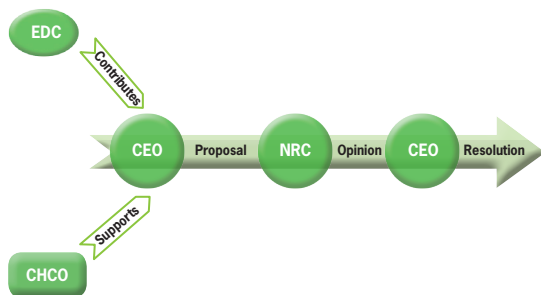 EDC
Contributes
CEO
Proposal
NRC
Opinion
CEO
Resolution
Supports
CHCO